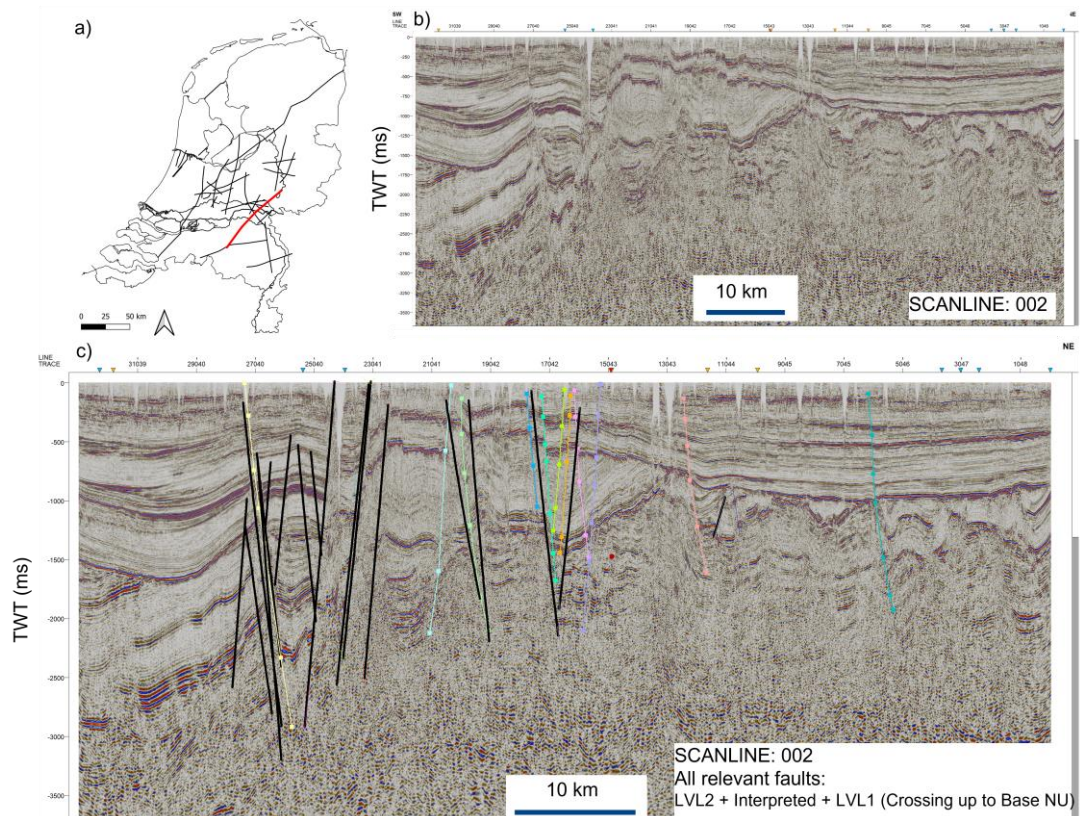 a)
0 25 50 km
b)
SW
LINE
TRACE 31039 29040 27040 25040 23041 21041 19042 17042 15043 13043 11044 9045 7045 5046 3047 1048
TWT (ms)
10 km
SCANLINE: 002
c)
NE
LINE
TRACE 31039 29041 27040 25040 23041 21041 19042 17042 15043 13043 11044 9045 7045 5046 3047 1048
0
-500
-1000
-1500
-2000
-2500
-3000
-3500
TWT (ms)
10 km
SCANLINE: 002
All relevant faults:
LVL2 + Interpreted + LVL1 (Crossing up to Base NU)